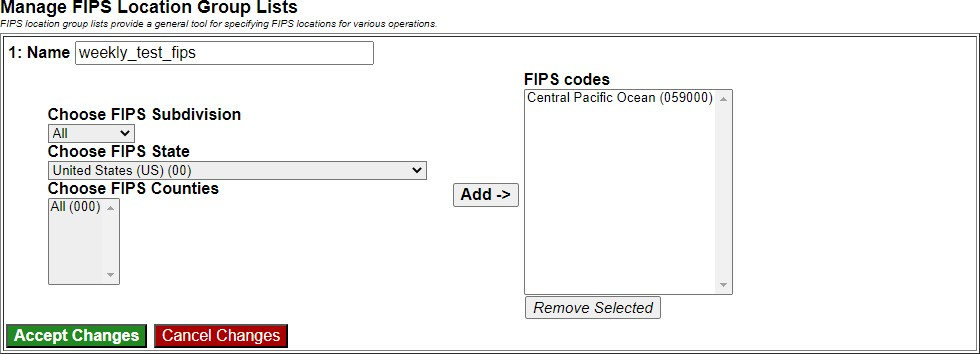 Manage FIPS Location Group Lists
FIPS location group lists provide a general tool for specifying FIPS locations for various operations.
1: Name weekly_test_fips
FIPS codes
Central Pacific Ocean (059000)
Choose FIPS Subdivision
All
Choose FIPS State
United States (US) (00)
Choose FIPS Counties
All (000)
Add ->
Remove Selected
Accept Changes Cancel Changes